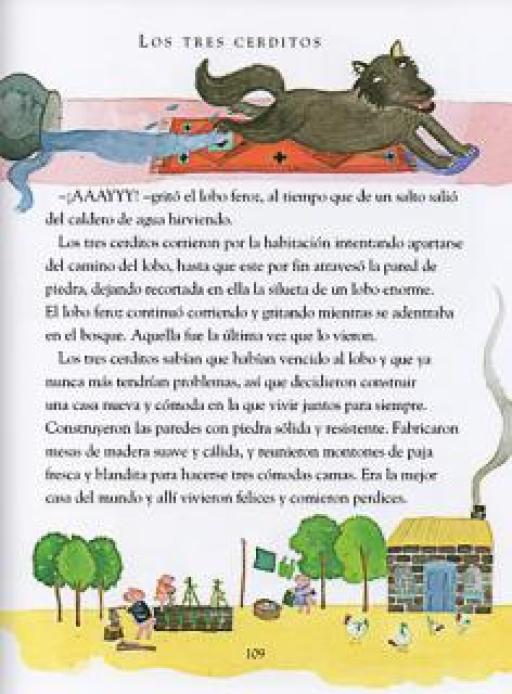 LOS TRES CERDITOS
–¡AAAYYY! –gritó el lobo feroz, al tiempo que de un salto salió
del caldero de agua hirviendo.
Los tres cerditos corrieron por la habitación intentando apartarse
del camino del lobo, hasta que este por fin atravesó la pared de
piedra, dejando recortada en ella la silueta de un lobo enorme.
El lobo feroz continuó corriendo y gritando mientras se adentraba
en el bosque. Aquella fue la última vez que lo vieron.
Los tres cerditos sabían que habían vencido al lobo y que ya
nunca más tendrían problemas, así que decidieron construir
una casa nueva y cómoda en la que vivir juntos para siempre.
Construyeron las paredes con piedra sólida y resistente. Fabricaron
mesas de madera suave y cálida, y reunieron montones de paja
fresca y blandita para hacerse tres cómodas camas. Era la mejor
casa del mundo y allí vivieron felices y comieron perdices.
109